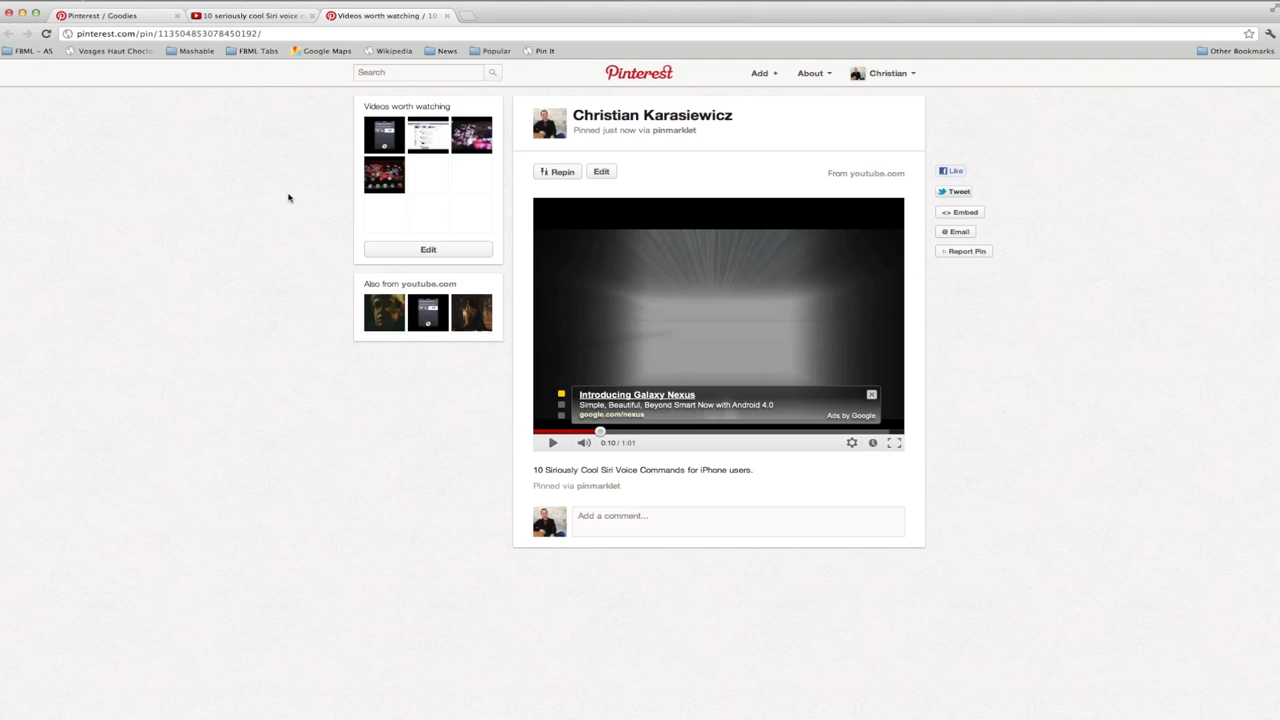 Pinterest / Goodies
10 seriously cool Siri voice c
Videos worth watching / 10
pinterest.com/pin/113504853078450192/
FBML – AS
Vosges Haut Choclo
Mashable
FBML Tabs
Google Maps
Wikipedia
News
Popular
Pin It
Other Bookmarks
Search
Pinterest
Add +
About
Christian
Videos worth watching
Edit
Also from youtube.com
Christian Karasiewicz
Pinned just now via pinmarklet
Repin
Edit
From youtube.com
Introducing Galaxy Nexus
Simple, Beautiful, Beyond Smart Now with Android 4.0
google.com/nexus
Ads by Google
0:10 / 1:01
10 Siriously Cool Siri Voice Commands for iPhone users.
Pinned via pinmarklet
Add a comment...
Like
Tweet
<> Embed
@ Email
Report Pin